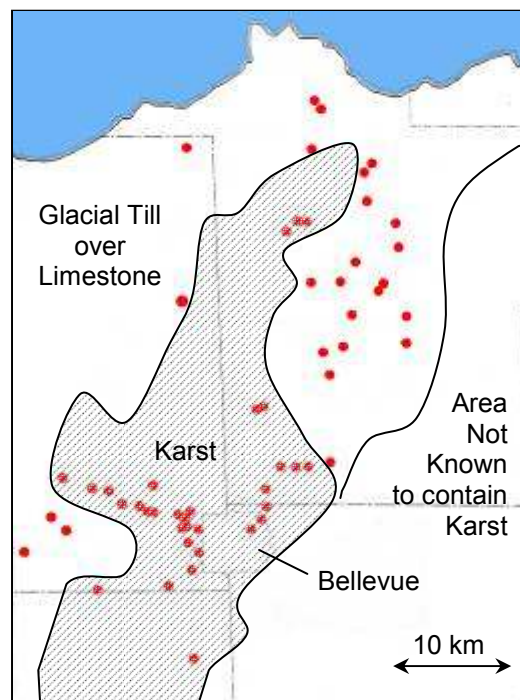 Glacial Till
over
Limestone
Karst
Area
Not
Known
to contain
Karst
Bellevue
10 km